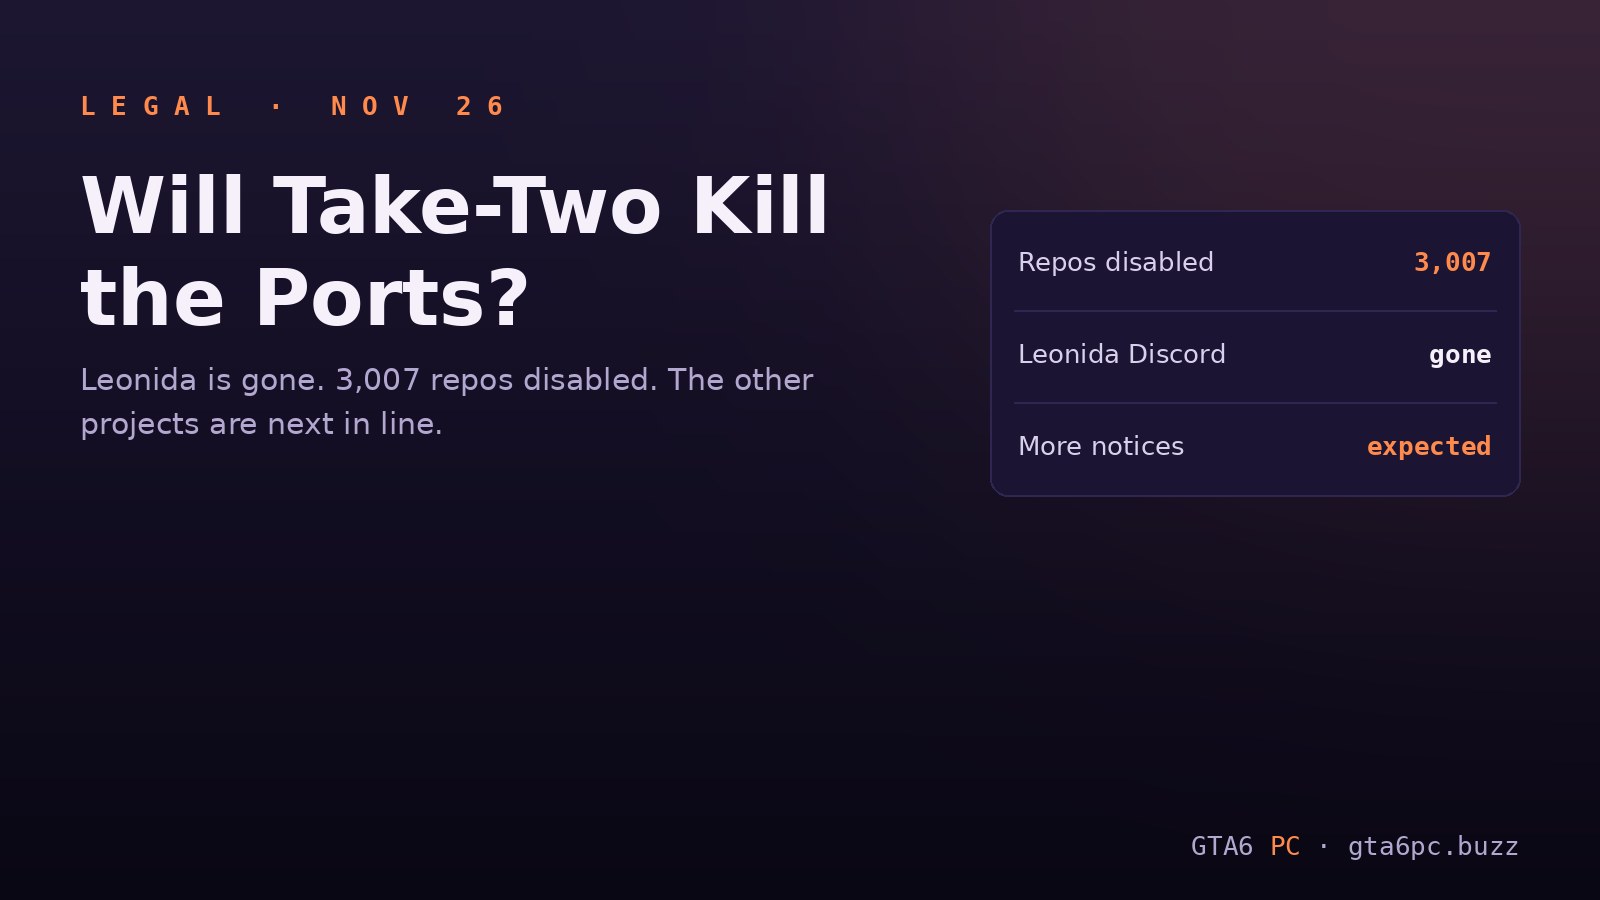 LEGAL · NOV 26
Will Take-Two Kill
the Ports?
Leonida is gone. 3,007 repos disabled. The other
projects are next in line.
Repos disabled 3,007
Leonida Discord gone
More notices expected
GTA6 PC · gta6pc.buzz